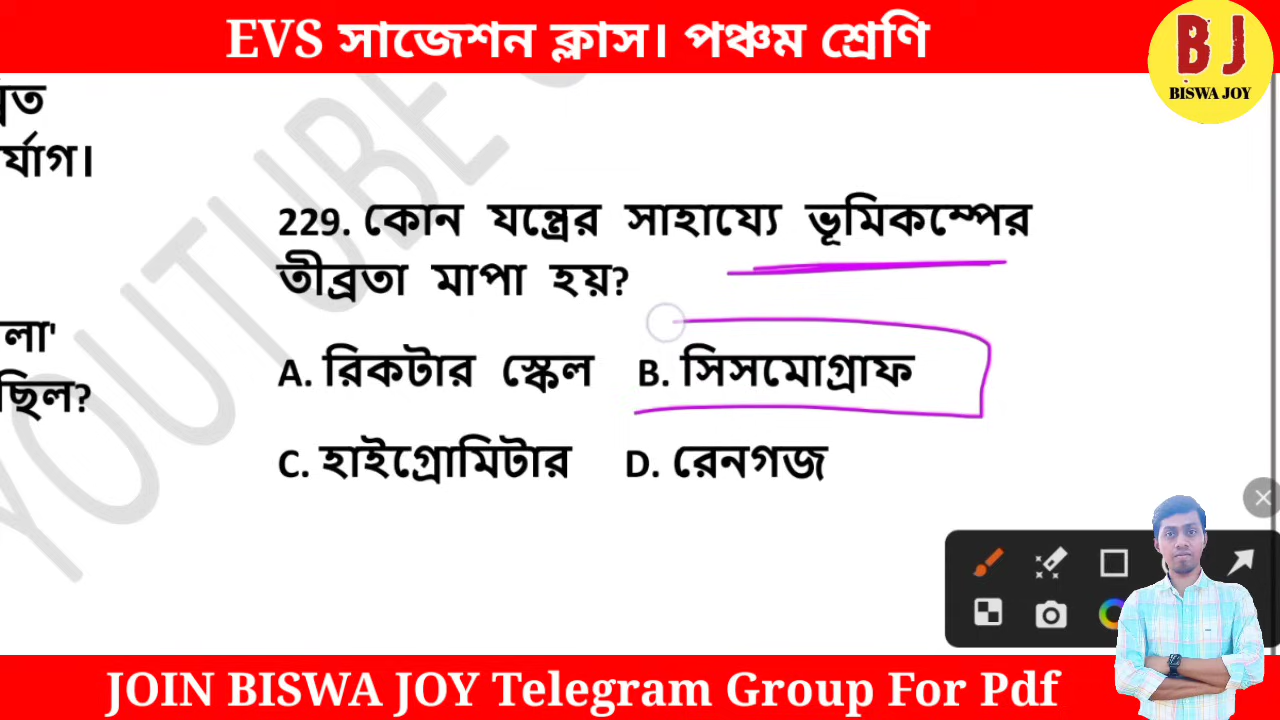 EVS সাজেশন ক্লাস। পঞ্চম শ্রেণি
BJ
BISWA JOY
YOUTUBE
র্যোগ।
229. কোন যন্ত্রের সাহায্যে ভূমিকম্পের
তীব্রতা মাপা হয়?
লা'
ছিল?
A. রিকটার স্কেল B. সিসমোগ্রাফ
C. হাইগ্রোমিটার D. রেনগজ
JOIN BISWA JOY Telegram Group For Pdf